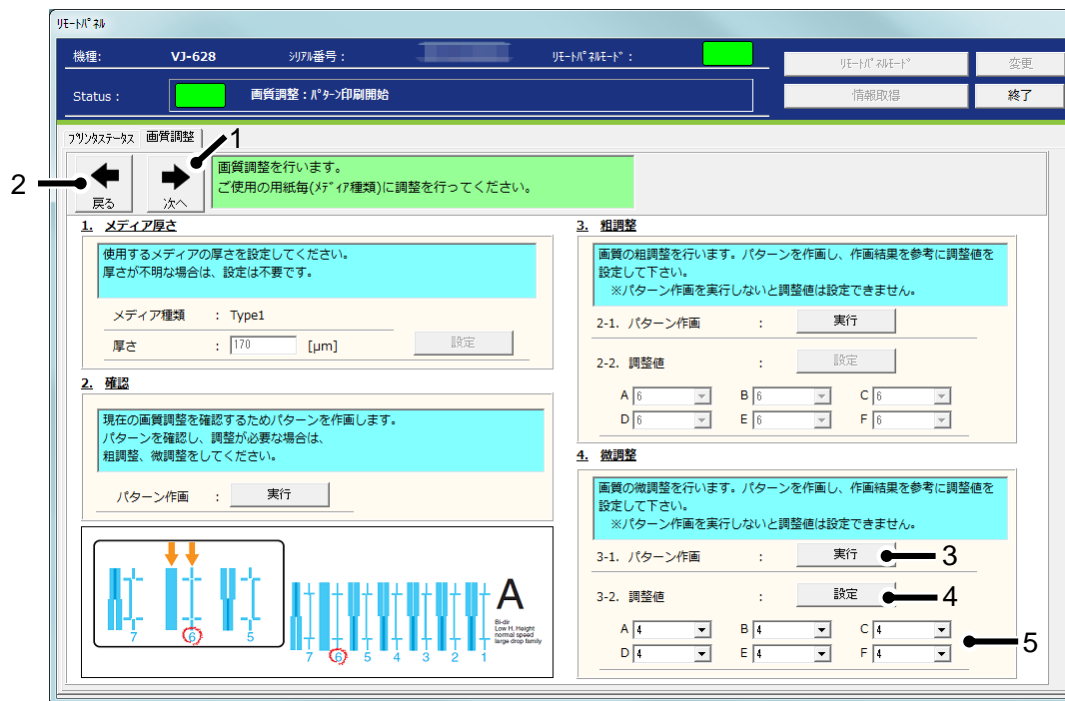 ﾘﾓｰﾄﾊﾟﾈﾙ
機種: VJ-628 ｼﾘｱﾙ番号： ﾘﾓｰﾄﾊﾟﾈﾙﾓｰﾄﾞ：
ﾘﾓｰﾄﾊﾟﾈﾙﾓｰﾄﾞ 変更
Status : 画質調整：ﾊﾟﾀｰﾝ印刷開始
情報取得 終了
ﾌﾟﾘﾝﾀｽﾃｰﾀｽ 画質調整
1
2
戻る 次へ
画質調整を行います。
ご使用の用紙毎(ﾒﾃﾞｨｱ種類)に調整を行ってください。
1. メディア厚さ
使用するメディアの厚さを設定してください。
厚さが不明な場合は、設定は不要です。
メディア種類 : Type1
厚さ : 170 [μm] 設定
2. 確認
現在の画質調整を確認するためパターンを作画します。
パターンを確認し、調整が必要な場合は、
粗調整、微調整をしてください。
パターン作画 : 実行
7 6 5
7 6 5 4 3 2 1
A
Bi-dir
Low H. Height
normal speed
large drop family
3. 粗調整
画質の粗調整を行います。パターンを作画し、作画結果を参考に調整値を
設定して下さい。
※パターン作画を実行しないと調整値は設定できません。
2-1. パターン作画 : 実行
2-2. 調整値 : 設定
A 6 B 6 C 6
D 6 E 6 F 6
4. 微調整
画質の微調整を行います。パターンを作画し、作画結果を参考に調整値を
設定して下さい。
※パターン作画を実行しないと調整値は設定できません。
3-1. パターン作画 : 実行 3
3-2. 調整値 : 設定 4
A 4 B 4 C 4
D 4 E 4 F 4
5